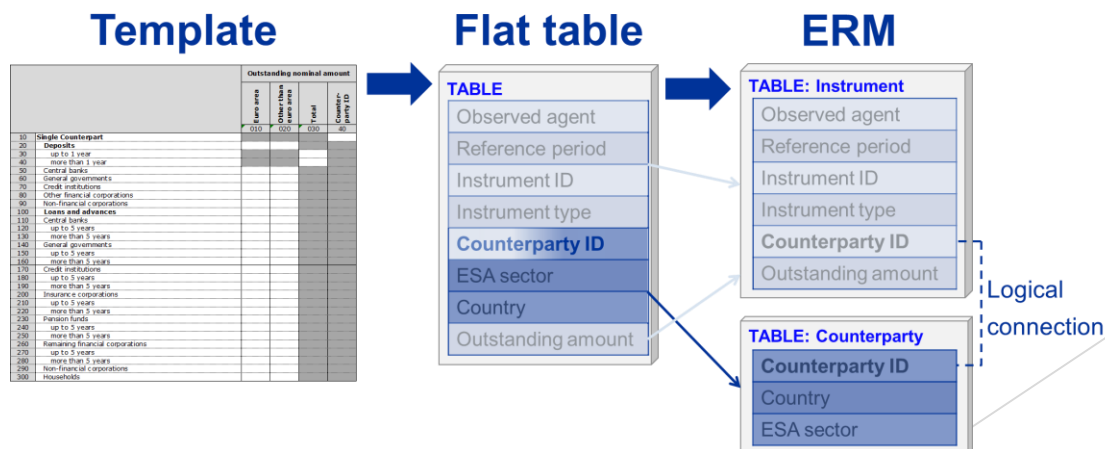 Template
Flat table
ERM
Outstanding nominal amount
Euro area
Other than
euro area
Total
Counter-
party ID
010 020 030 40
10 Single Counterpart
20 Deposits
30 up to 1 year
40 more than 1 year
50 Central banks
60 General governments
70 Credit institutions
80 Other financial corporations
90 Non-financial corporations
100 Loans and advances
110 Central banks
120 up to 5 years
130 more than 5 years
140 General governments
150 up to 5 years
160 more than 5 years
170 Credit institutions
180 up to 5 years
190 more than 5 years
200 Insurance corporations
210 up to 5 years
220 more than 5 years
230 Pension funds
240 up to 5 years
250 more than 5 years
260 Remaining financial corporations
270 up to 5 years
280 more than 5 years
290 Non-financial corporations
300 Households
TABLE
Observed agent
Reference period
Instrument ID
Instrument type
Counterparty ID
ESA sector
Country
Outstanding amount
TABLE: Instrument
Observed agent
Reference period
Instrument ID
Instrument type
Counterparty ID
Outstanding amount
Logical
connection
TABLE: Counterparty
Counterparty ID
Country
ESA sector